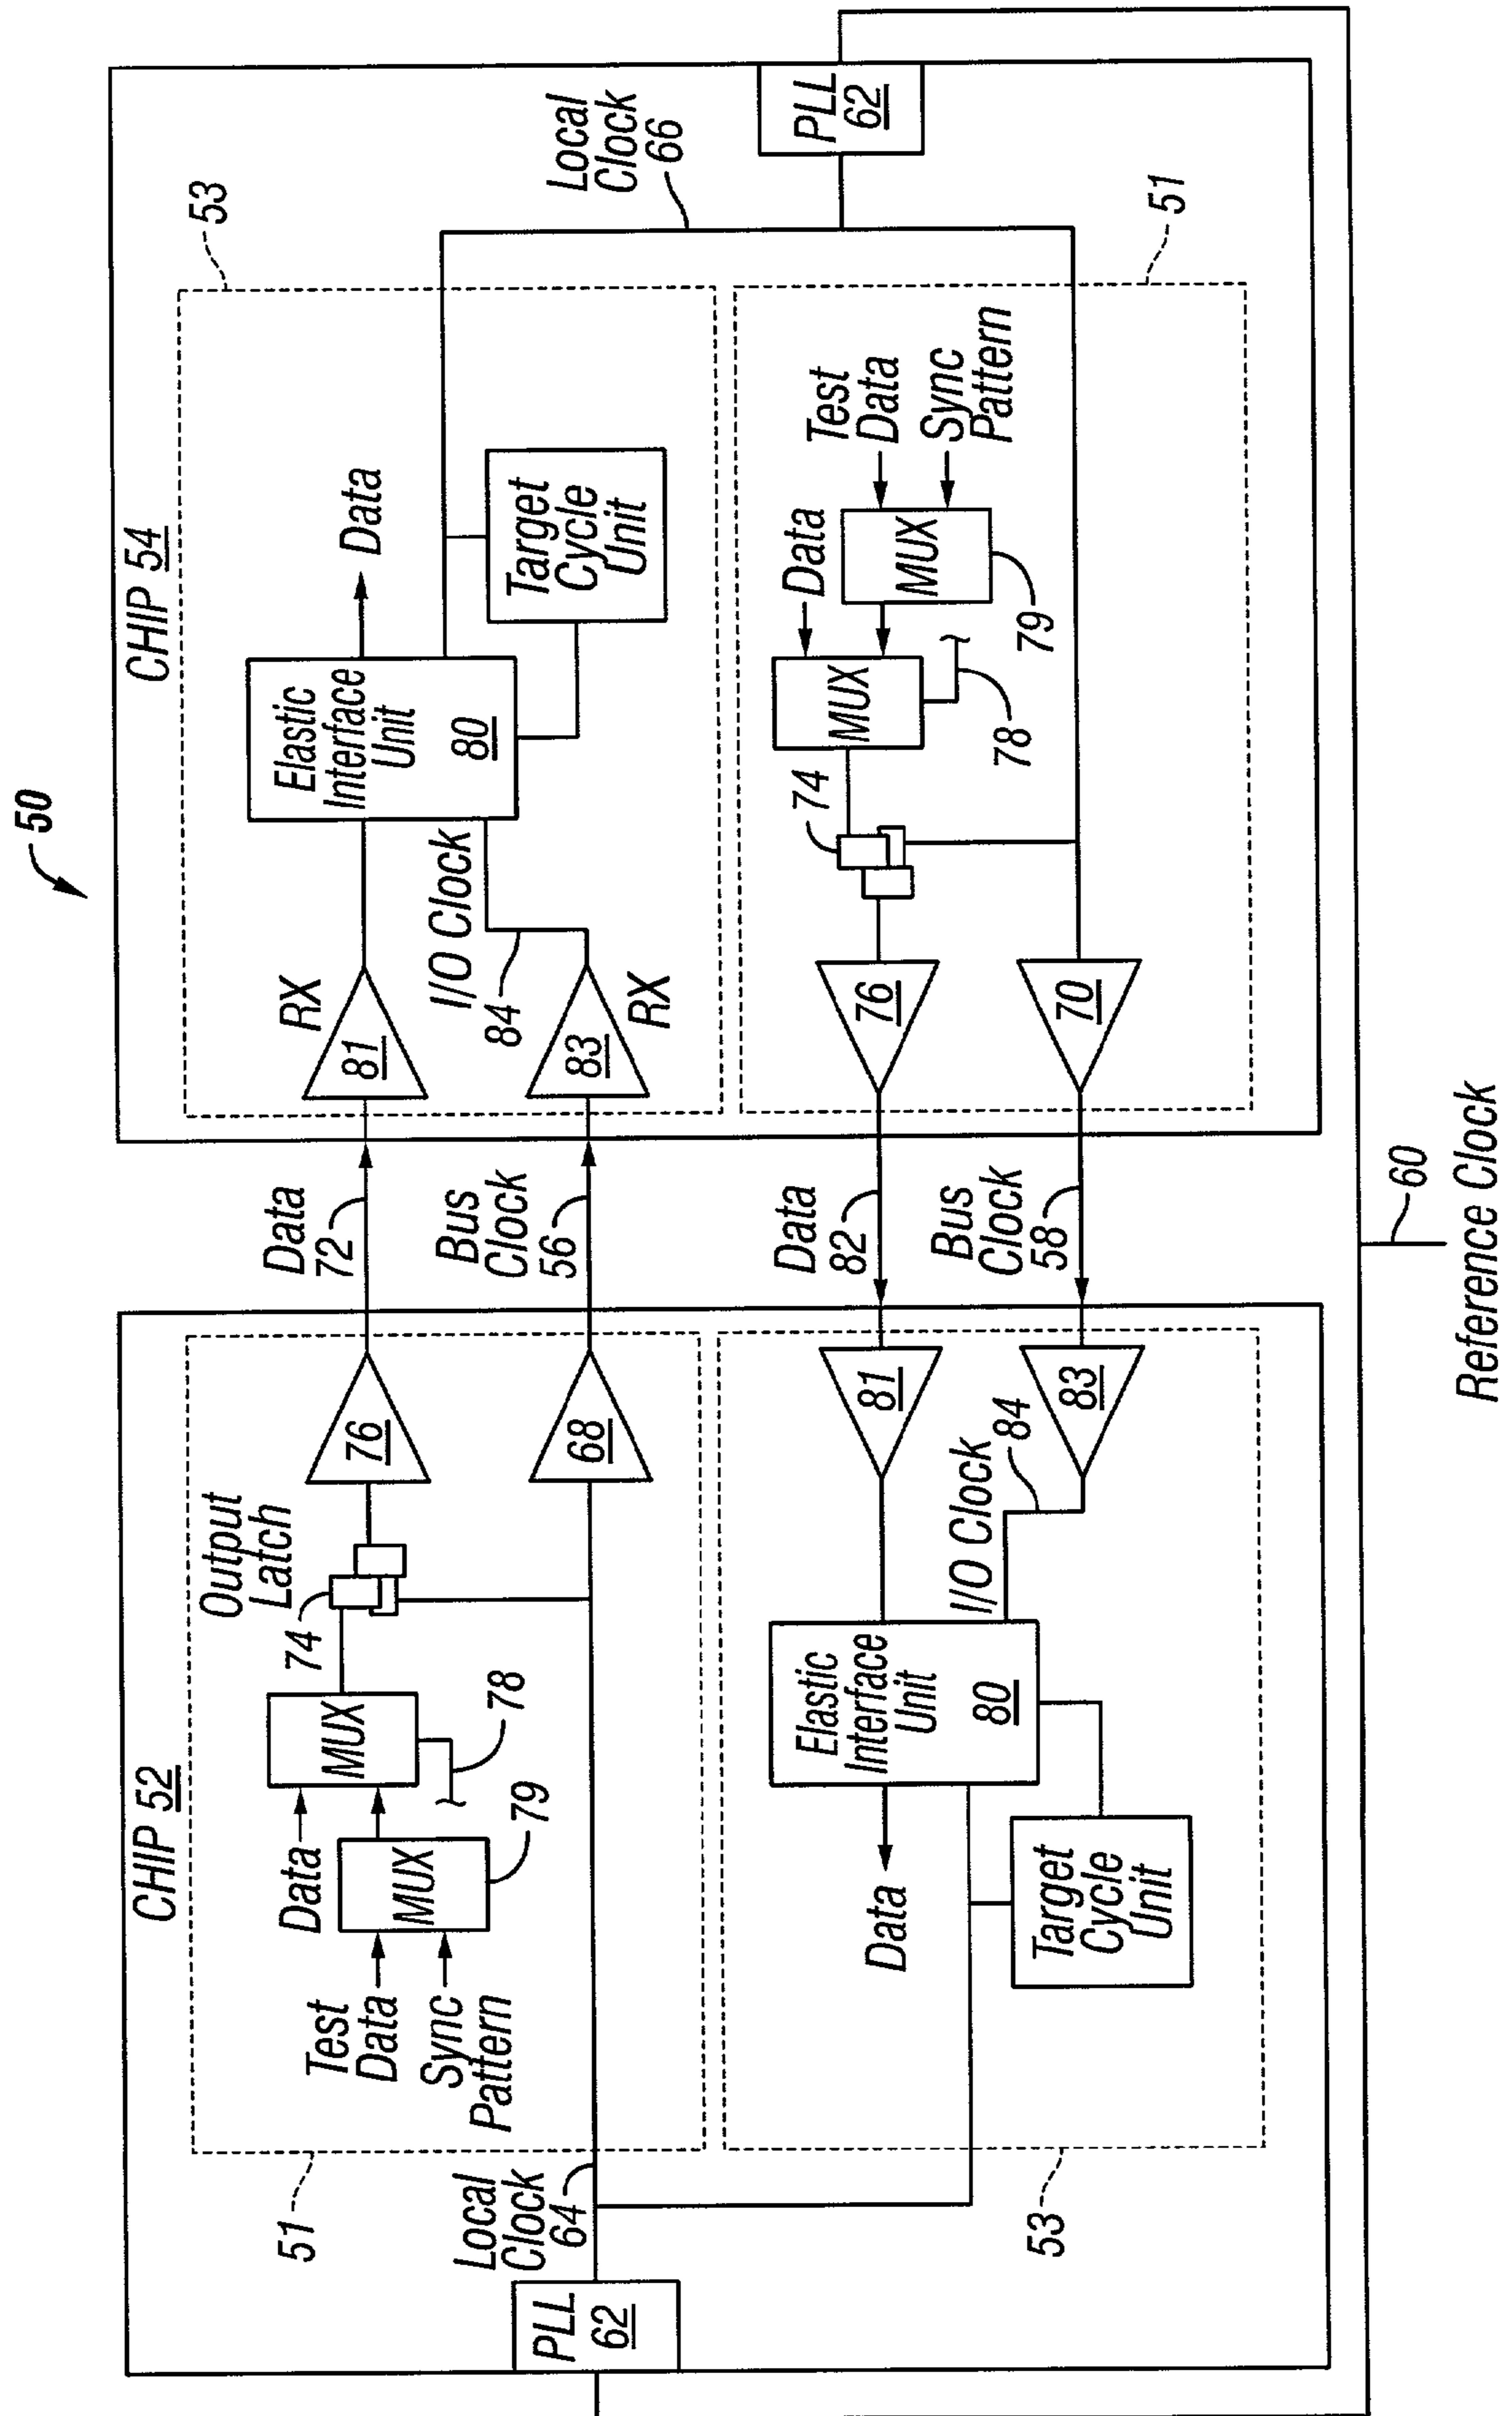 50
CHIP 52
51
Test
Data
Sync
Pattern
Data
MUX
79
MUX
78
Output
Latch
74
76
68
Local
Clock
64
PLL
62
53
Data
Elastic
Interface
Unit
80
Target
Cycle
Unit
I/O Clock
84
81
83
Data
72
Bus
Clock
56
Data
82
Bus
Clock
58
CHIP 54
53
RX
81
I/O Clock
84
83
RX
Elastic
Interface
Unit
80
Data
Target
Cycle
Unit
Local
Clock
66
PLL
62
51
76
70
74
MUX
78
Data
MUX
79
Test
Data
Sync
Pattern
60
Reference Clock